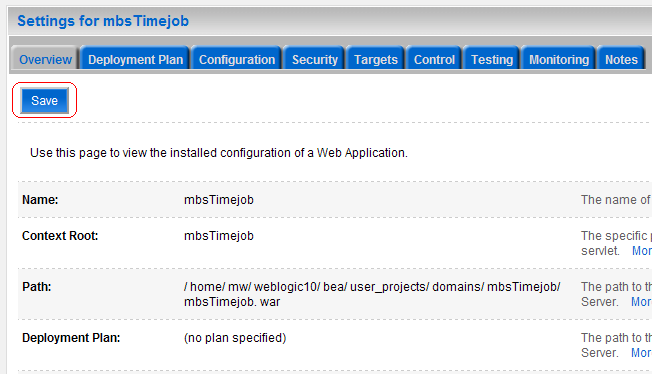 Settings for mbsTimejob
Overview Deployment Plan Configuration Security Targets Control Testing Monitoring Notes
Save
Use this page to view the installed configuration of a Web Application.
Name: mbsTimejob The name of
Context Root: mbsTimejob The specific p
servlet. Mor
Path: / home/ mw/ weblogic10/ bea/ user_projects/ domains/ mbsTimejob/ The path to th
mbsTimejob. war Server. Mor
Deployment Plan: (no plan specified) The path to th
Server. Mor